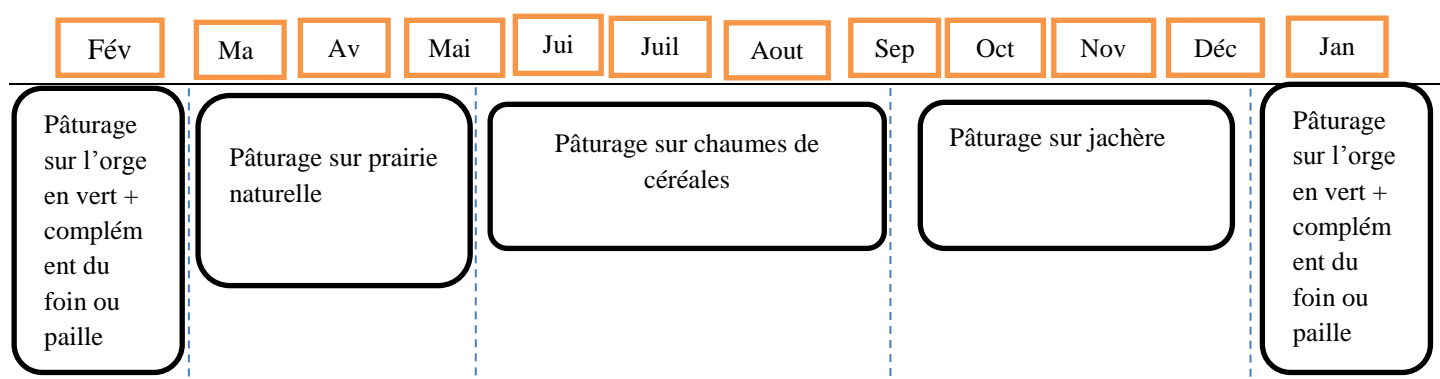 Fév
Ma
Av
Mai
Jui
Juil
Aout
Sep
Oct
Nov
Déc
Jan
Pâturage
sur l’orge
en vert +
complém
ent du
foin ou
paille
Pâturage sur prairie
naturelle
Pâturage sur chaumes de
céréales
Pâturage sur jachère
Pâturage
sur l’orge
en vert +
complém
ent du
foin ou
paille